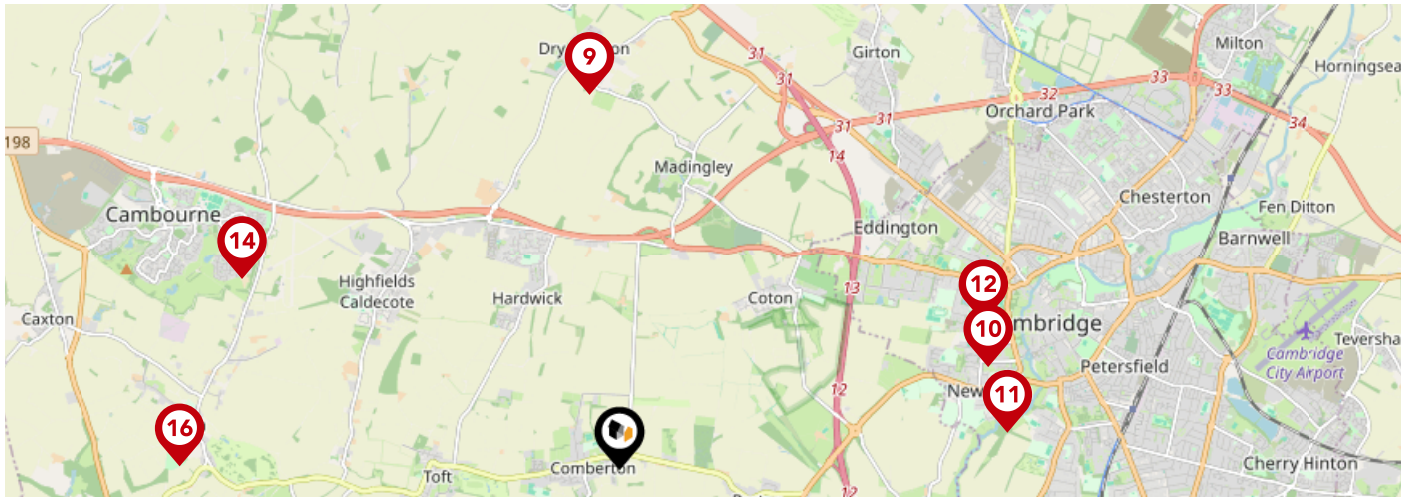 Milton
Dry
on
9
31
Girton
Horningsea
31
33
33
32
Orchard Park
34
31
31
198
14
Madingley
Chesterton
Cambourne
Fen Ditton
Eddington
14
Barnwell
Highfields
Caldecote
Hardwick
Coton
13
12
Caxton
10
mbridge
Teversha
Cambridge
City Airport
Petersfield
12
New
11
16
Toft
Comberton
Cherry Hinton
12